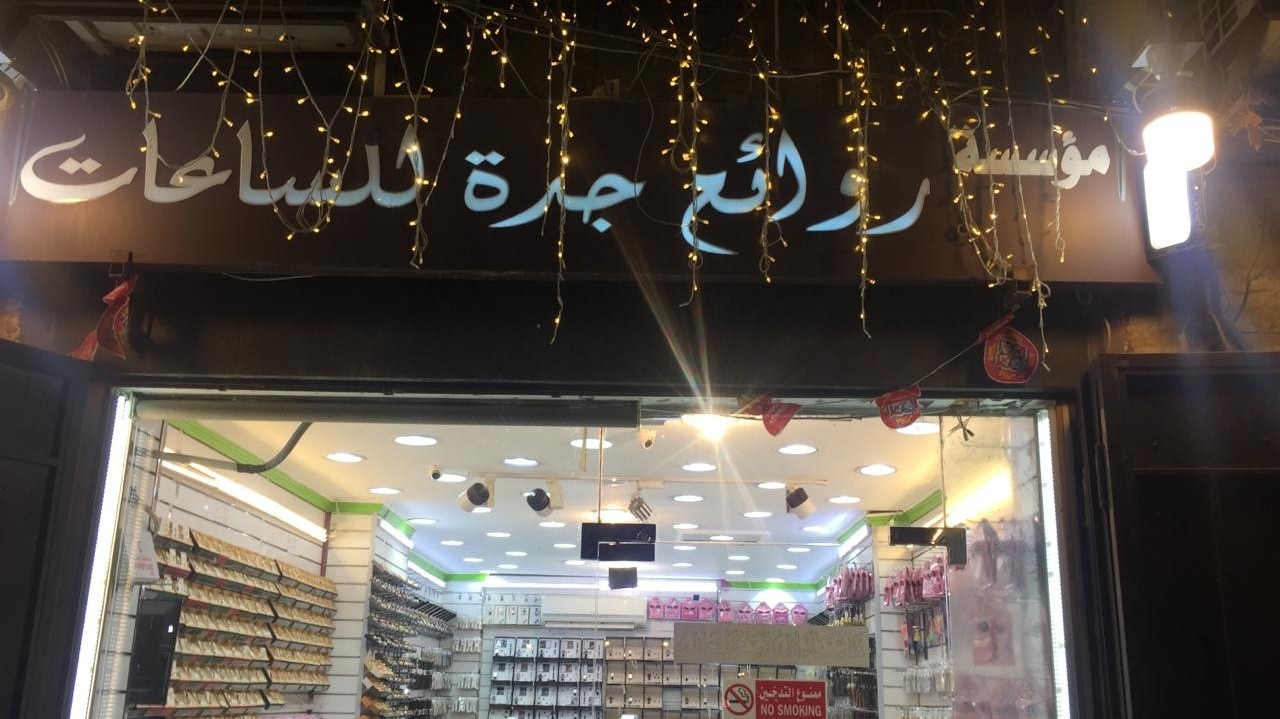 مؤسسة روائع جدة للساعات
ممنوع التدخين
NO SMOKING